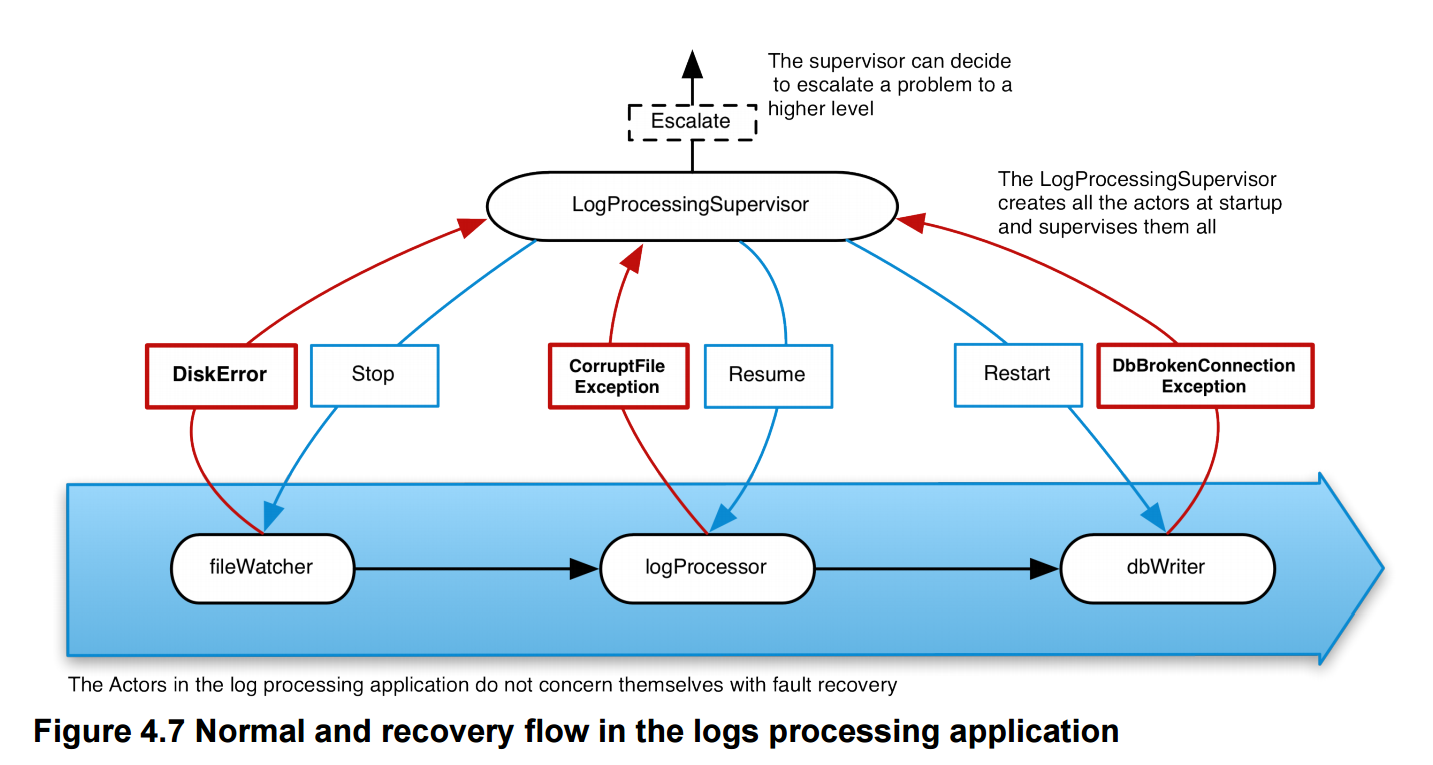 The supervisor can decide
to escalate a problem to a
higher level
Escalate
LogProcessingSupervisor
The LogProcessingSupervisor
creates all the actors at startup
and supervises them all
DiskError
Stop
CorruptFile
Exception
Resume
Restart
DbBrokenConnection
Exception
fileWatcher
logProcessor
dbWriter
The Actors in the log processing application do not concern themselves with fault recovery
Figure 4.7 Normal and recovery flow in the logs processing application